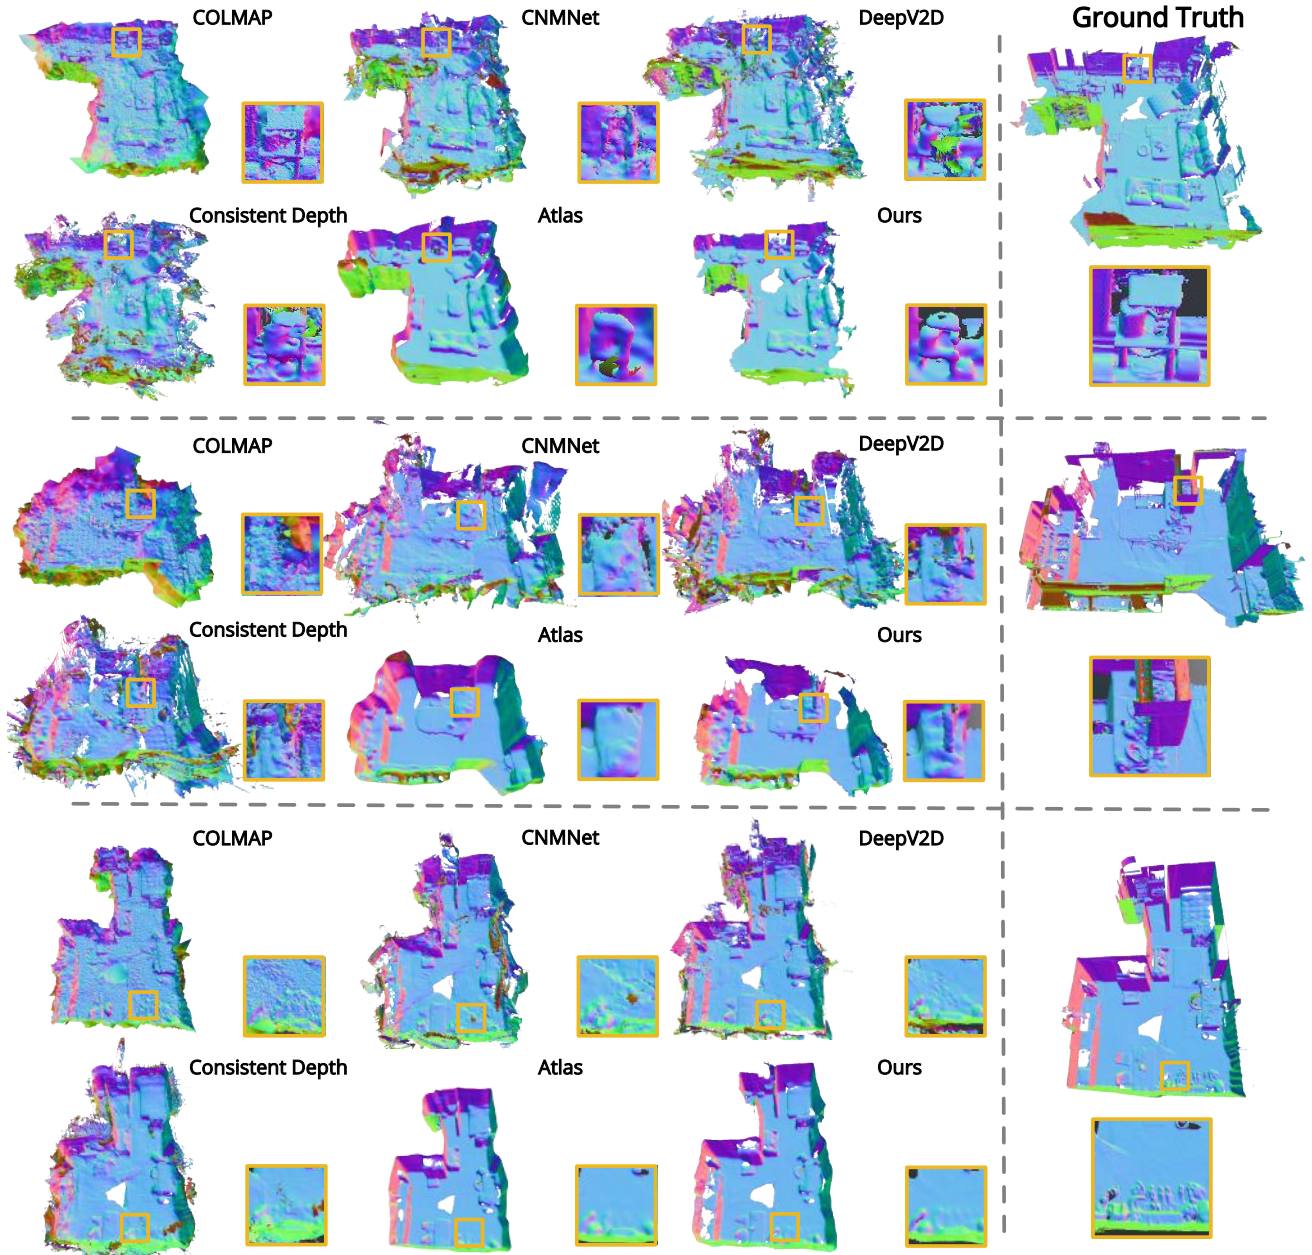 COLMAP
CNMNet
DeepV2D
Ground Truth
Consistent Depth
Atlas
Ours
COLMAP
CNMNet
DeepV2D
Consistent Depth
Atlas
Ours
COLMAP
CNMNet
DeepV2D
Consistent Depth
Atlas
Ours